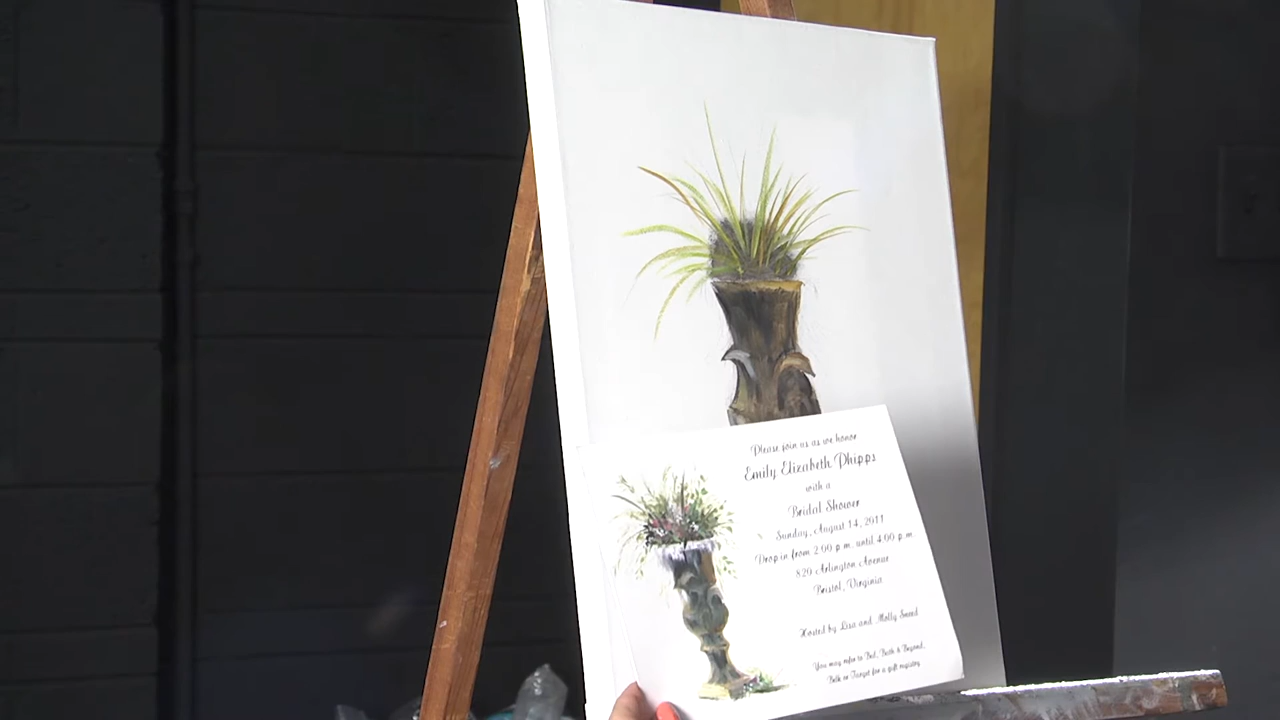 Please join us as we honor
Emily Elizabeth Phipps
with a
Bridal Shower
Sunday, August 14, 2011
Drop in from 2:00 p.m. until 4:00 p.m.
820 Arlington Avenue
Bristol, Virginia
Hosted by Lisa and Molly Sneed
You may refer to Bed, Bath & Beyond,
Belk or Target for a gift registry